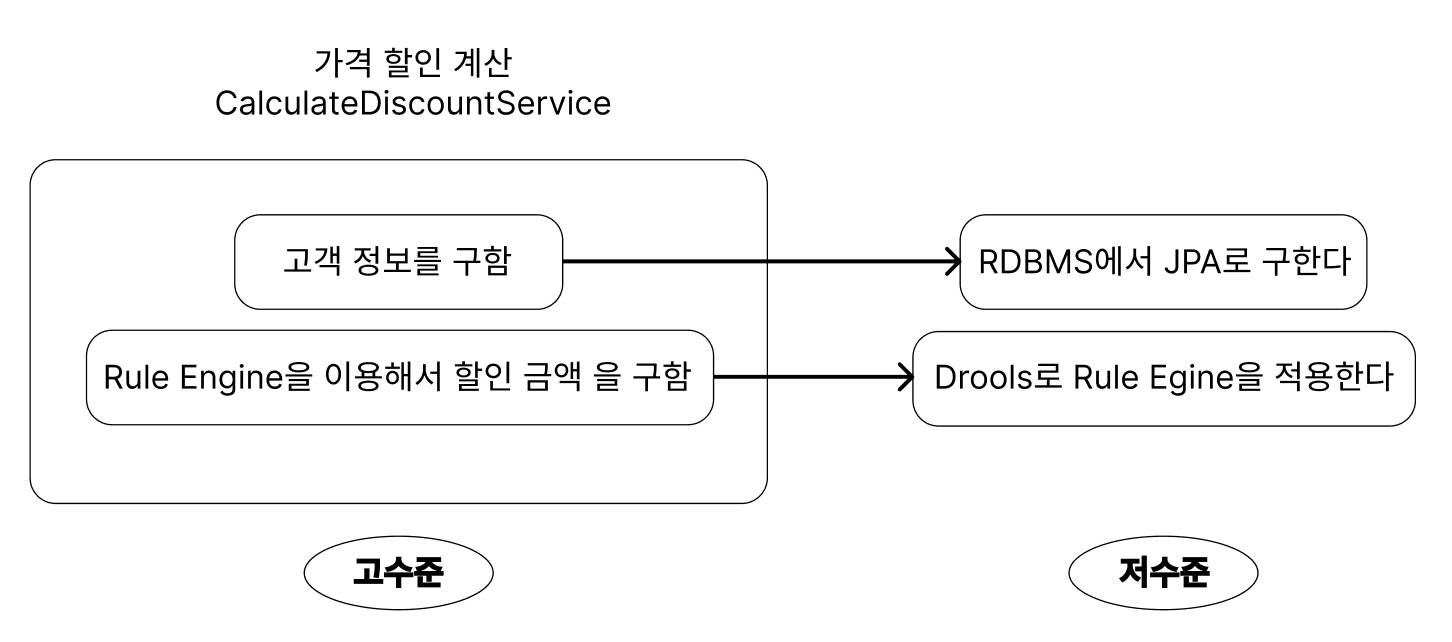 가격 할인 계산
CalculateDiscountService
고객 정보를 구함
RDBMS에서 JPA로 구한다
Rule Engine을 이용해서 할인 금액 을 구함
Drools로 Rule Egine을 적용한다
고수준
저수준